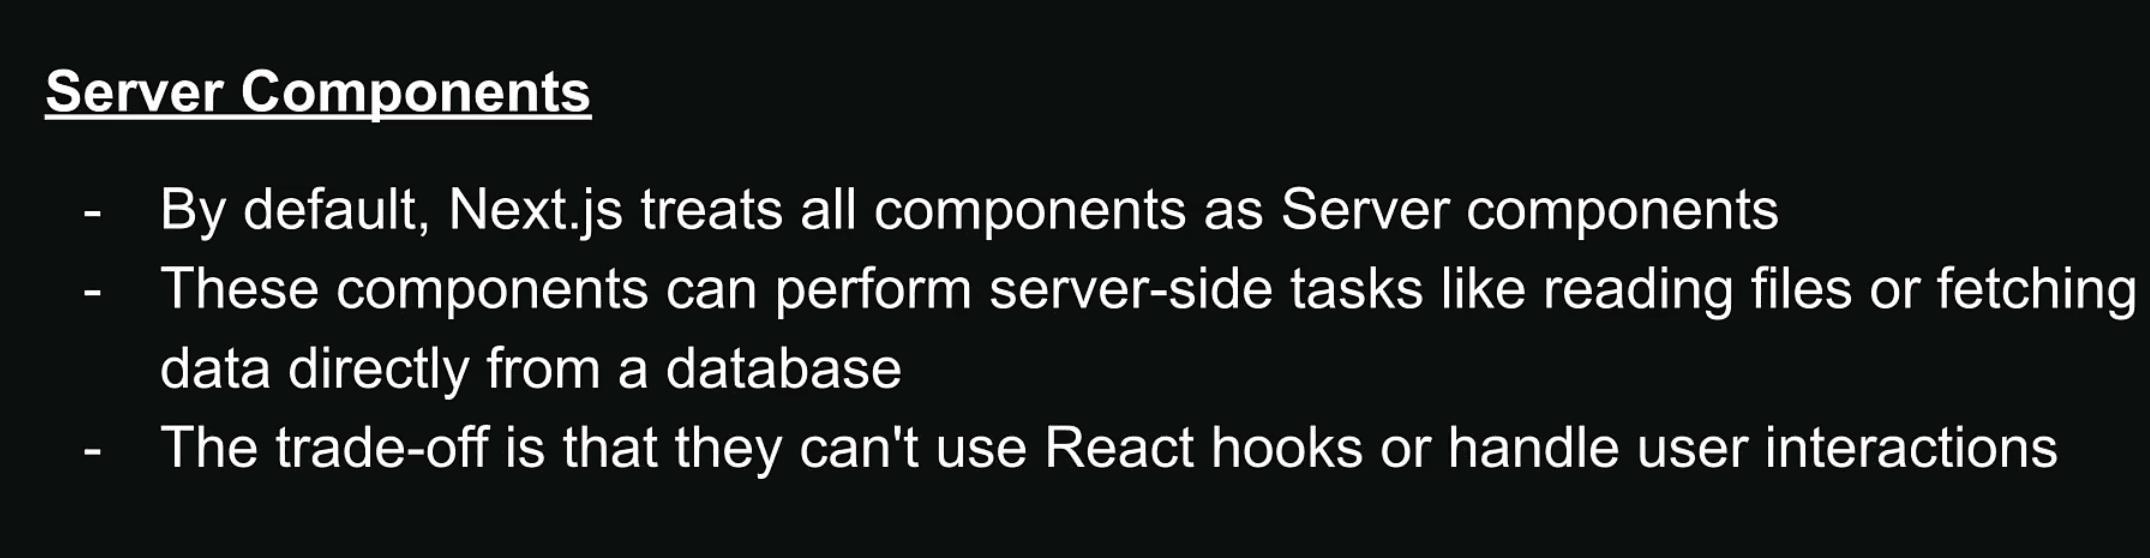 Server Components
- By default, Next.js treats all components as Server components
- These components can perform server-side tasks like reading files or fetching
data directly from a database
- The trade-off is that they can't use React hooks or handle user interactions